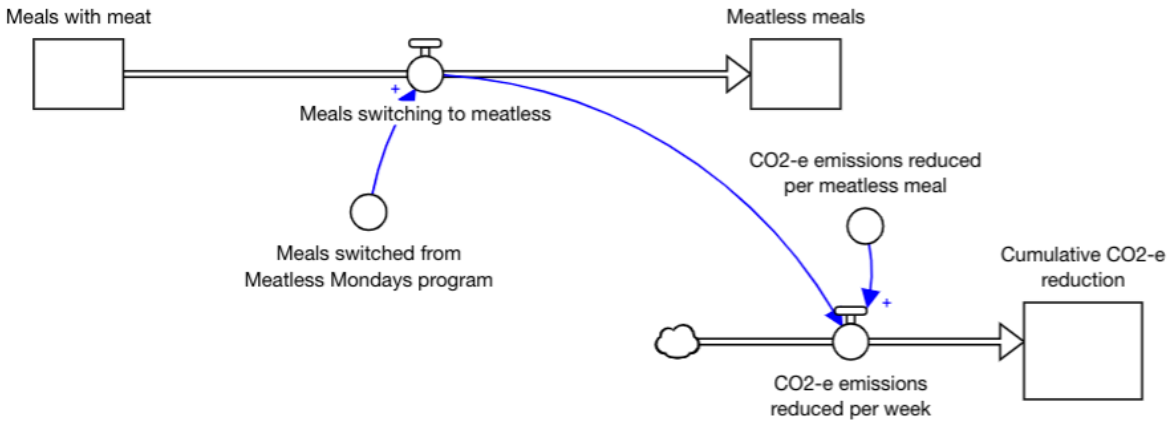 Meals with meat
Meatless meals
+
Meals switching to meatless
CO2-e emissions reduced
per meatless meal
Meals switched from
Meatless Mondays program
Cumulative CO2-e
reduction
+
CO2-e emissions
reduced per week